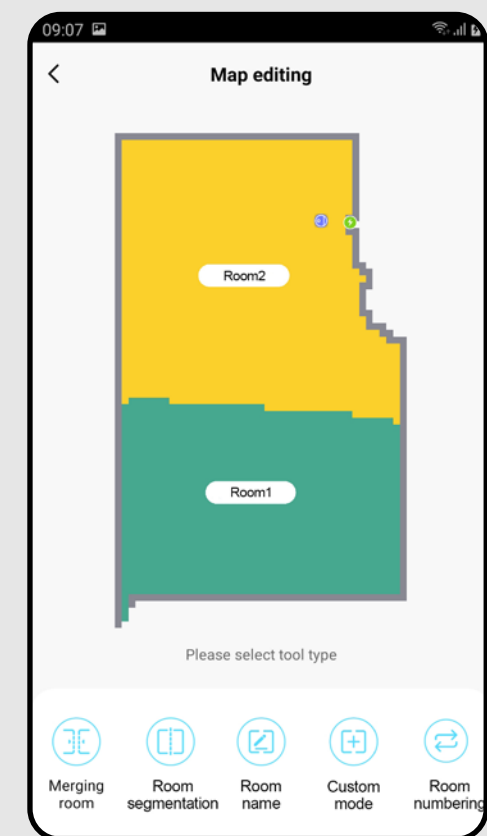 09:07
Map editing
Room2
Room1
Please select tool type
Merging
room
Room
segmentation
Room
name
Custom
mode
Room
numbering